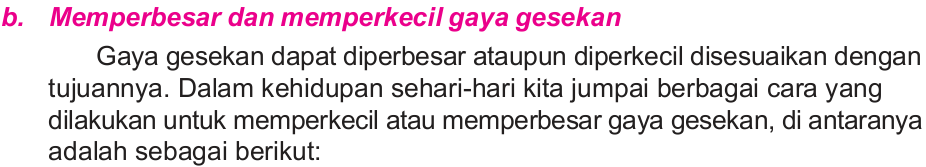 b. Memperbesar dan memperkecil gaya gesekan
Gaya gesekan dapat diperbesar ataupun diperkecil disesuaikan dengan
tujuannya. Dalam kehidupan sehari-hari kita jumpai berbagai cara yang
dilakukan untuk memperkecil atau memperbesar gaya gesekan, di antaranya
adalah sebagai berikut: